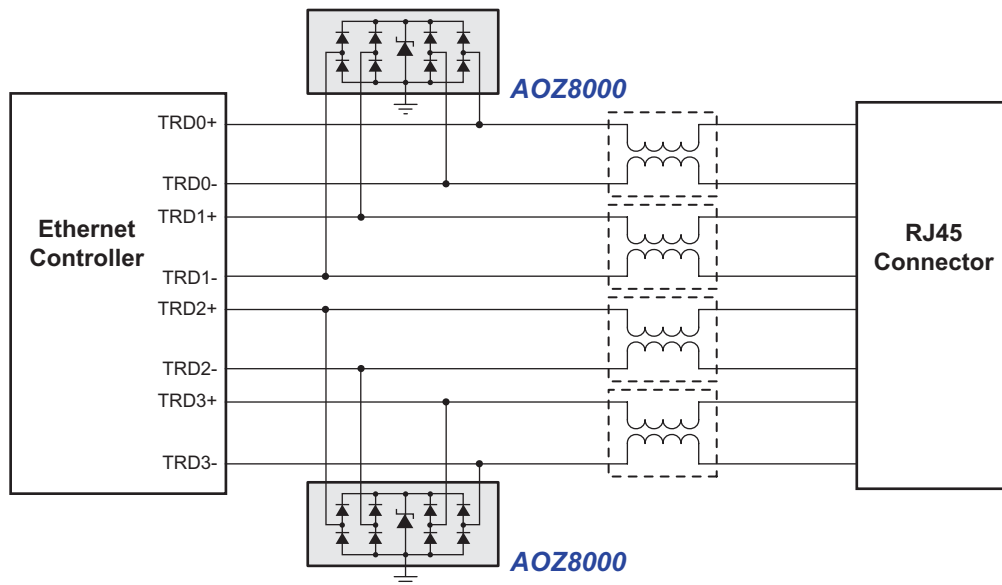 AOZ8000
TRD0+
TRD0-
TRD1+
Ethernet
Controller
RJ45
Connector
TRD1-
TRD2+
TRD2-
TRD3+
TRD3-
AOZ8000